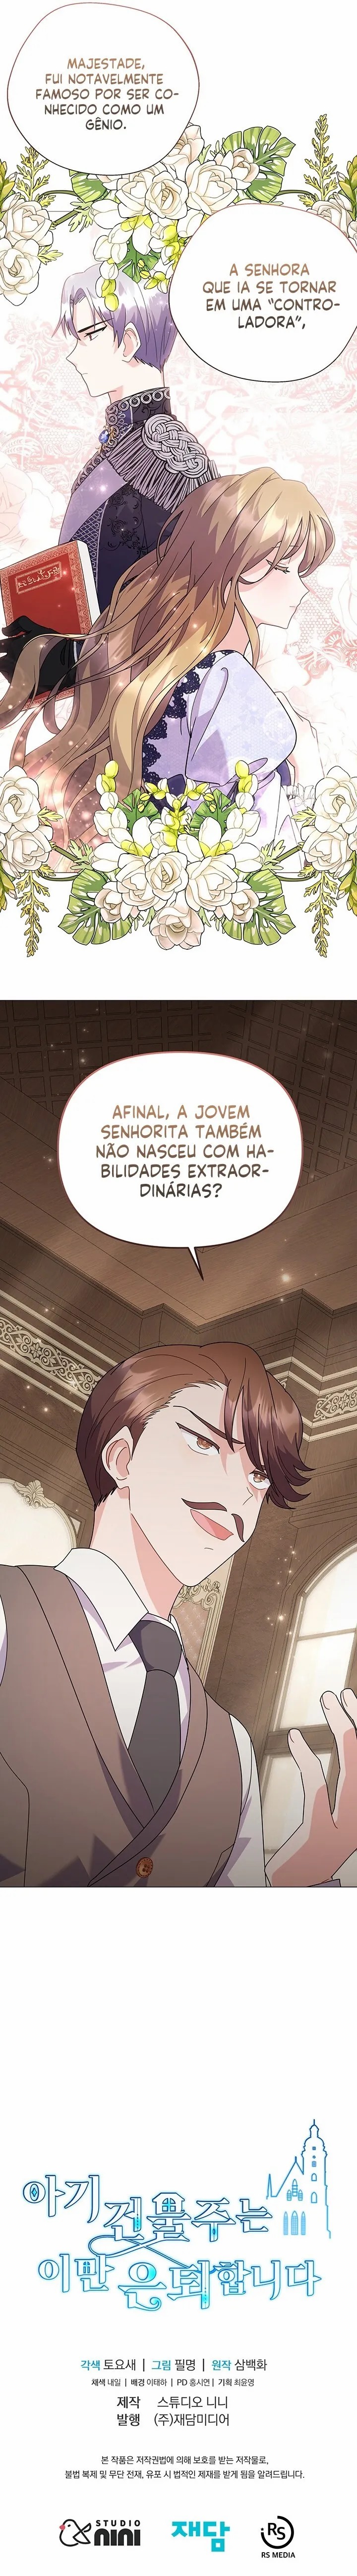 MAJESTADE,
FUI NOTAVELMENTE
FAMOSO POR SER CO-
NHECIDO COMO UM
GÊNIO.
A SENHORA
QUE IA SE TORNAR
EM UMA "CONTRO-
LADORA",
AFINAL, A JOVEM
SENHORITA TAMBÉM
NÃO NASCEU COM HA-
BILIDADES EXTRAOR-
DINÁRIAS?
아기 건물주는
이만 은퇴합니다
각색 토요새 | 그림 필명 | 원작 삼백화
채색 내일 | 배경 이태하 | PD 홍시연 | 기획 최윤영
제작 스튜디오 니니
발행 (주)재담미디어
본 작품은 저작권법에 의해 보호를 받는 저작물로,
불법 복제 및 무단 전재, 유포 시 법적인 제재를 받게 됨을 알려드립니다.
STUDIO
nini
재담
RS
RS MEDIA